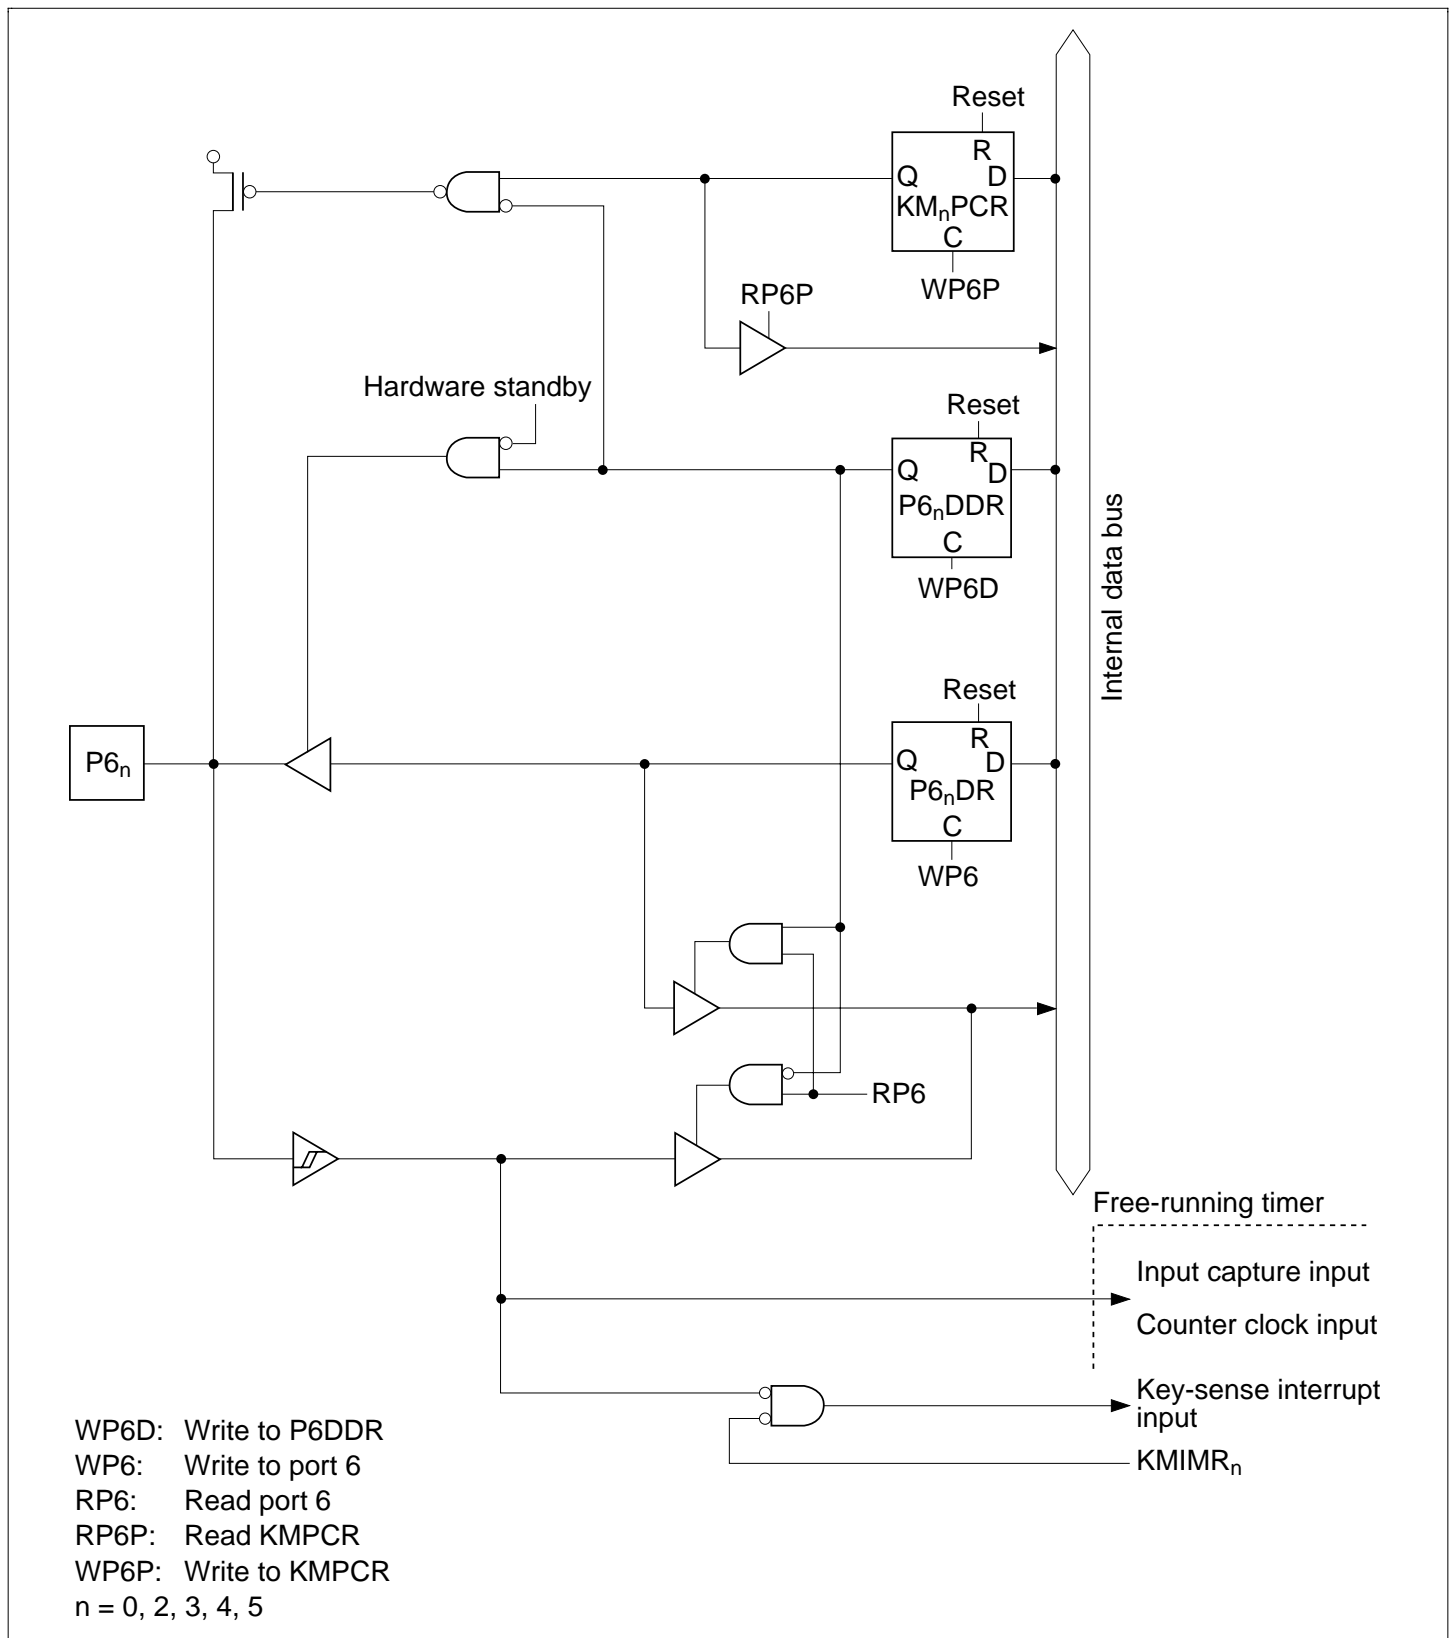 Reset
R
Q
D
KMnPCR
C
WP6P
RP6P
Hardware standby
Reset
R
Q
D
P6nDDR
C
WP6D
Internal data bus
Reset
R
P6n
Q
D
P6nDR
C
WP6
RP6
Free-running timer
Input capture input
Counter clock input
Key-sense interrupt
input
KMIMRn
WP6D: Write to P6DDR
WP6: Write to port 6
RP6: Read port 6
RP6P: Read KMPCR
WP6P: Write to KMPCR
n = 0, 2, 3, 4, 5